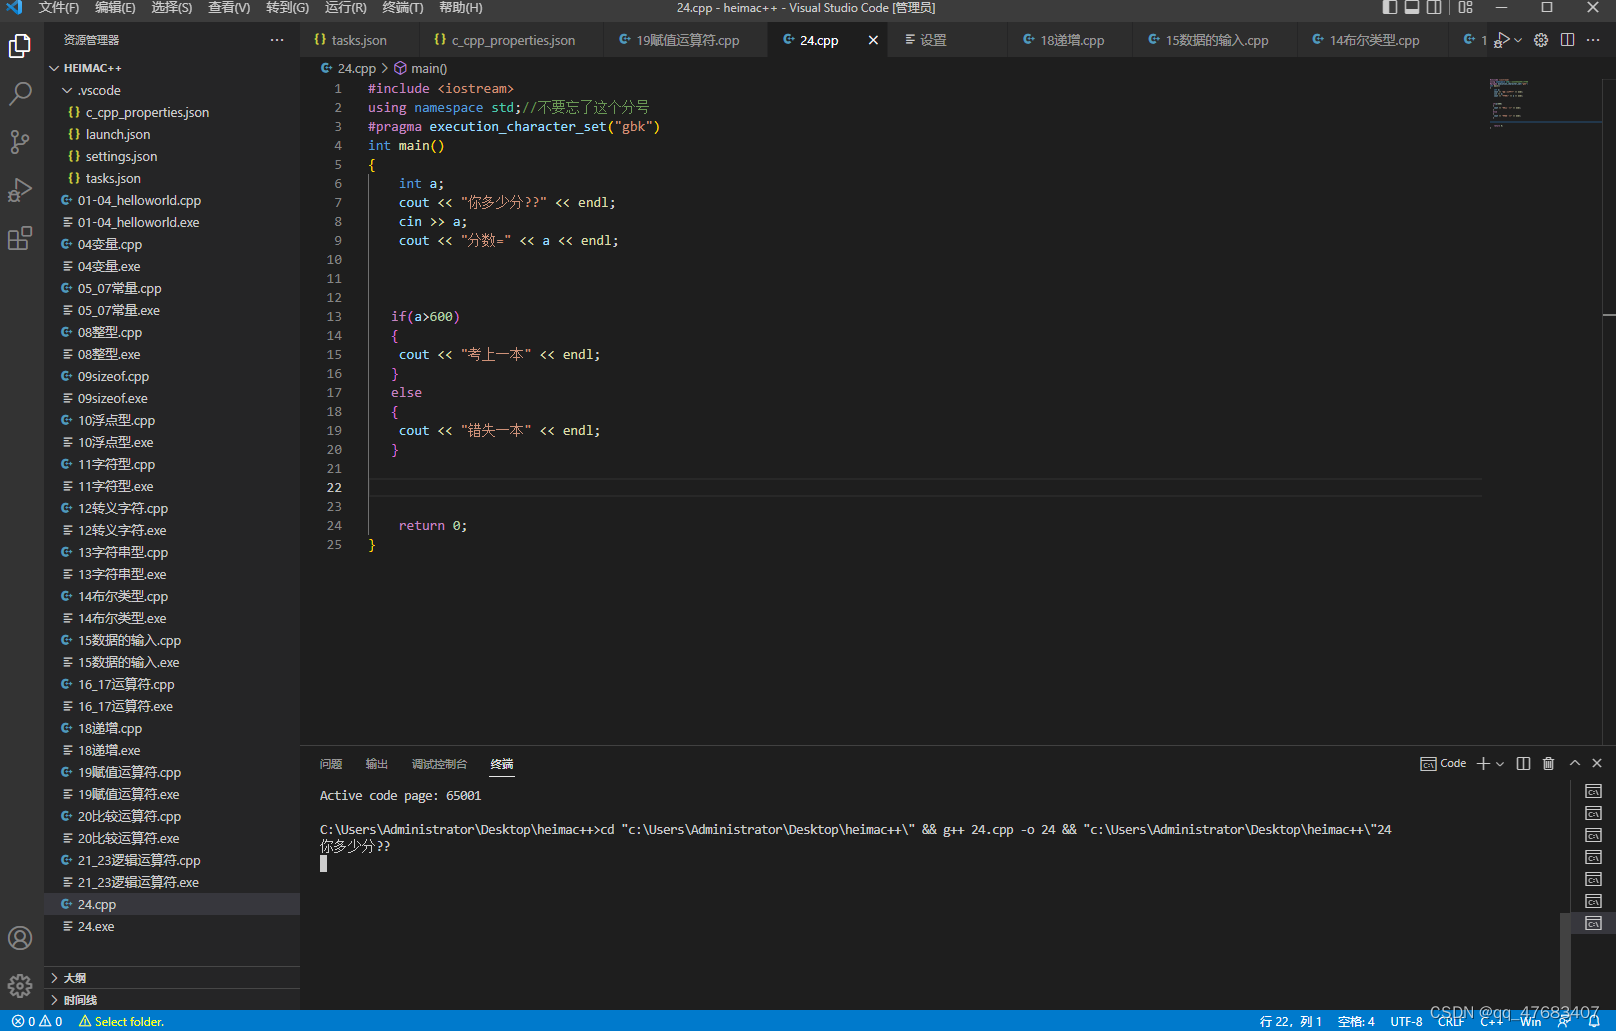 文件(F) 编辑(E) 选择(S) 查看(V) 转到(G) 运行(R) 终端(T) 帮助(H) 24.cpp - heimac++ - Visual Studio Code [管理员]
资源管理器 ···
tasks.json c_cpp_properties.json 19赋值运算符.cpp 24.cpp 设置 18递增.cpp 15数据的输入.cpp 14布尔类型.cpp 1
HEIMAC++
.vscode
c_cpp_properties.json
launch.json
settings.json
tasks.json
01-04_helloworld.cpp
01-04_helloworld.exe
04变量.cpp
04变量.exe
05_07常量.cpp
05_07常量.exe
08整型.cpp
08整型.exe
09sizeof.cpp
09sizeof.exe
10浮点型.cpp
10浮点型.exe
11字符型.cpp
11字符型.exe
12转义字符.cpp
12转义字符.exe
13字符串型.cpp
13字符串型.exe
14布尔类型.cpp
14布尔类型.exe
15数据的输入.cpp
15数据的输入.exe
16_17运算符.cpp
16_17运算符.exe
18递增.cpp
18递增.exe
19赋值运算符.cpp
19赋值运算符.exe
20比较运算符.cpp
20比较运算符.exe
21_23逻辑运算符.cpp
21_23逻辑运算符.exe
24.cpp
24.exe
大纲
时间线
24.cpp > main()
1 #include <iostream>
2 using namespace std;//不要忘了这个分号
3 #pragma execution_character_set("gbk")
4 int main()
5 {
6 int a;
7 cout << "你多少分??" << endl;
8 cin >> a;
9 cout << "分数=" << a << endl;
10
11
12
13 if(a>600)
14 {
15 cout << "考上一本" << endl;
16 }
17 else
18 {
19 cout << "错失一本" << endl;
20 }
21
22
23
24 return 0;
25 }
问题 输出 调试控制台 终端 Code
Active code page: 65001
C:\Users\Administrator\Desktop\heimac++>cd "c:\Users\Administrator\Desktop\heimac++\" && g++ 24.cpp -o 24 && "c:\Users\Administrator\Desktop\heimac++\"24
你多少分??
0 0 Select folder. 行 22，列 1 空格: 4 UTF-8 CRLF C++ Win
CSDN @qq_47683407